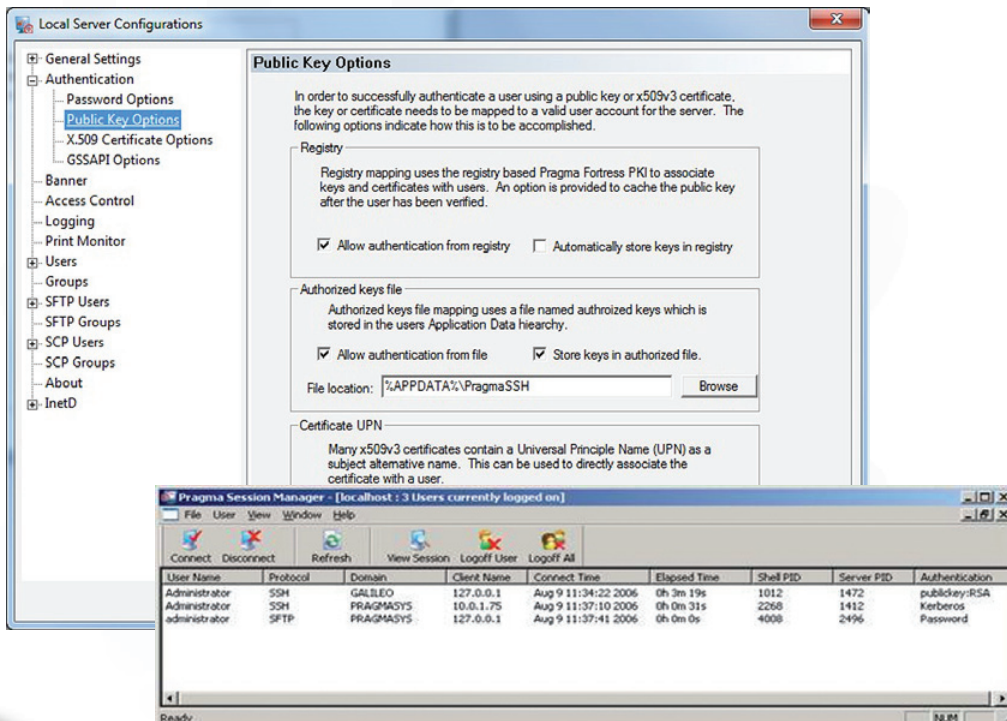 Local Server Configurations
General Settings
Authentication
Password Options
Public Key Options
X.509 Certificate Options
GSSAPI Options
Banner
Access Control
Logging
Print Monitor
Users
Groups
SFTP Users
SFTP Groups
SCP Users
SCP Groups
About
InetD
Public Key Options
In order to successfully authenticate a user using a public key or x509v3 certificate,
the key or certificate needs to be mapped to a valid user account for the server. The
following options indicate how this is to be accomplished.
Registry
Registry mapping uses the registry based Pragma Fortress PKI to associate
keys and certificates with users. An option is provided to cache the public key
after the user has been verified.
Allow authentication from registry Automatically store keys in registry
Authorized keys file
Authorized keys file mapping uses a file named authroized keys which is
stored in the users Application Data hiearchy.
Allow authentication from file Store keys in authorized file.
File location: %APPDATA%\PragmaSSH Browse
Certificate UPN
Many x509v3 certificates contain a Universal Principle Name (UPN) as a
subject alternative name. This can be used to directly associate the
certificate with a user.
Pragma Session Manager - [localhost : 3 Users currently logged on]
File User View Window Help
Connect Disconnect Refresh View Session Logoff User Logoff All
User Name Protocol Domain Client Name Connect Time Elapsed Time Shell PID Server PID Authentication
Administrator SSH GALILEO 127.0.0.1 Aug 9 11:34:22 2006 0h 3m 19s 1012 1472 publickey:RSA
Administrator SSH PRAGMASYS 10.0.1.75 Aug 9 11:37:10 2006 0h 0m 31s 2268 1412 Kerberos
administrator SFTP PRAGMASYS 127.0.0.1 Aug 9 11:37:41 2006 0h 0m 0s 4008 2496 Password
Ready NUM